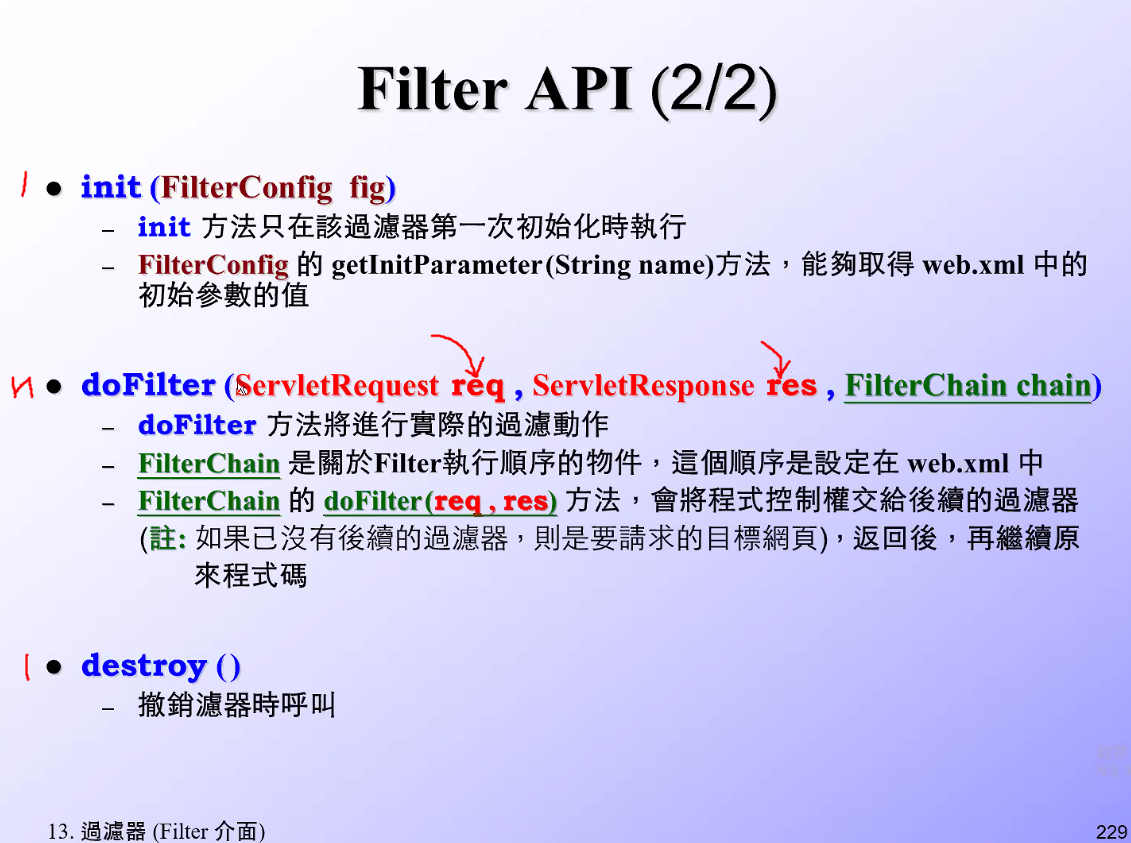 Filter API (2/2)
1 ● init (FilterConfig fig)
– init 方法只在該過濾器第一次初始化時執行
– FilterConfig 的 getInitParameter(String name)方法，能夠取得 web.xml 中的
初始參數的值
n ● doFilter (ServletRequest req , ServletResponse res , FilterChain chain)
– doFilter 方法將進行實際的過濾動作
– FilterChain 是關於Filter執行順序的物件，這個順序是設定在 web.xml 中
– FilterChain 的 doFilter(req , res) 方法，會將程式控制權交給後續的過濾器
(註: 如果已沒有後續的過濾器，則是要請求的目標網頁)，返回後，再繼續原
來程式碼
1 ● destroy ()
– 撤銷濾器時呼叫
13. 過濾器 (Filter 介面)
229